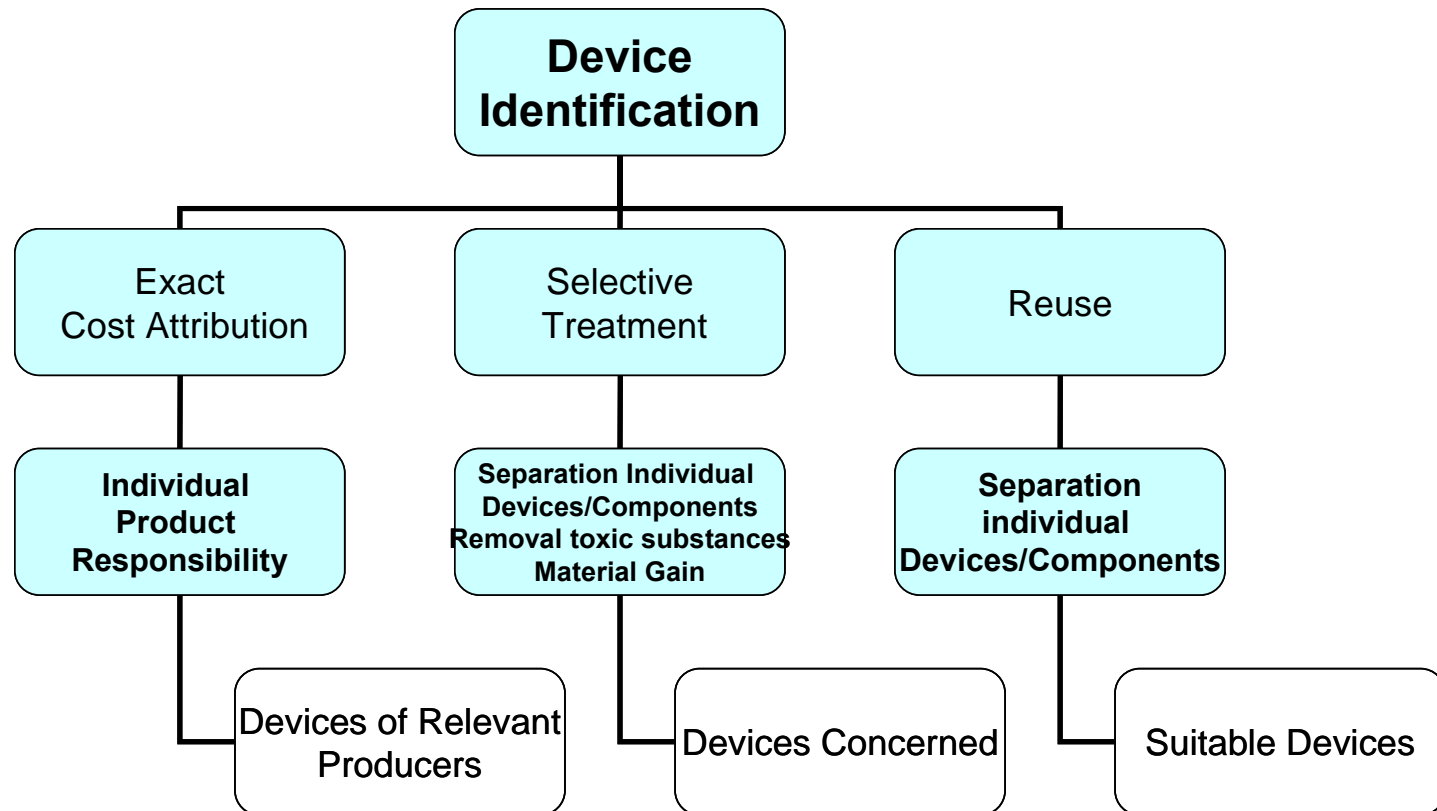 Device
Identification
Exact
Cost Attribution
Selective
Treatment
Reuse
Individual
Product
Responsibility
Separation Individual
Devices/Components
Removal toxic substances
Material Gain
Separation
individual
Devices/Components
Devices of Relevant
Producers
Devices Concerned
Suitable Devices